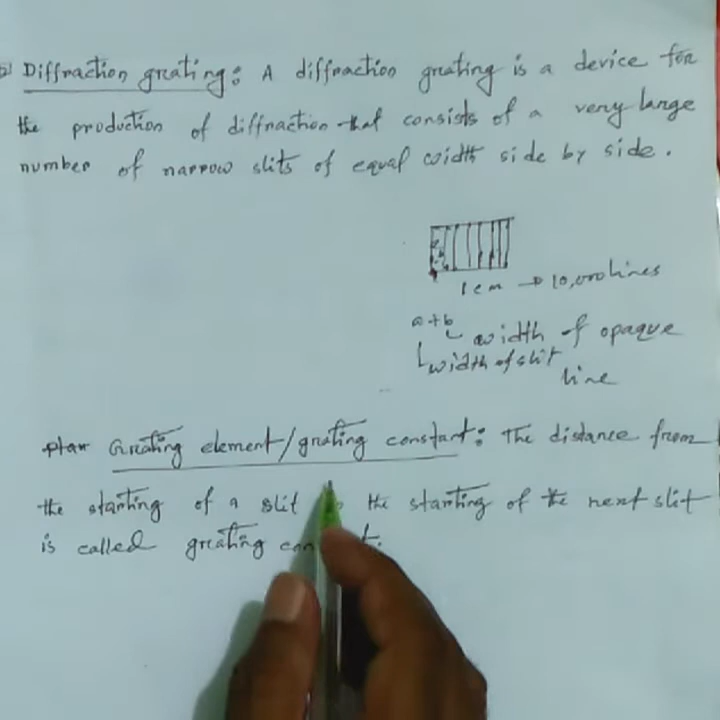 Diffraction grating: A diffraction grating is a device for
the production of diffraction that consists of a very large
number of narrow slits of equal width side by side.
1 cm → 10,000 lines
a+b
width of opaque
width of slit
line
Grating element/grating constant: The distance from
the starting of a slit the starting of the next slit
is called grating